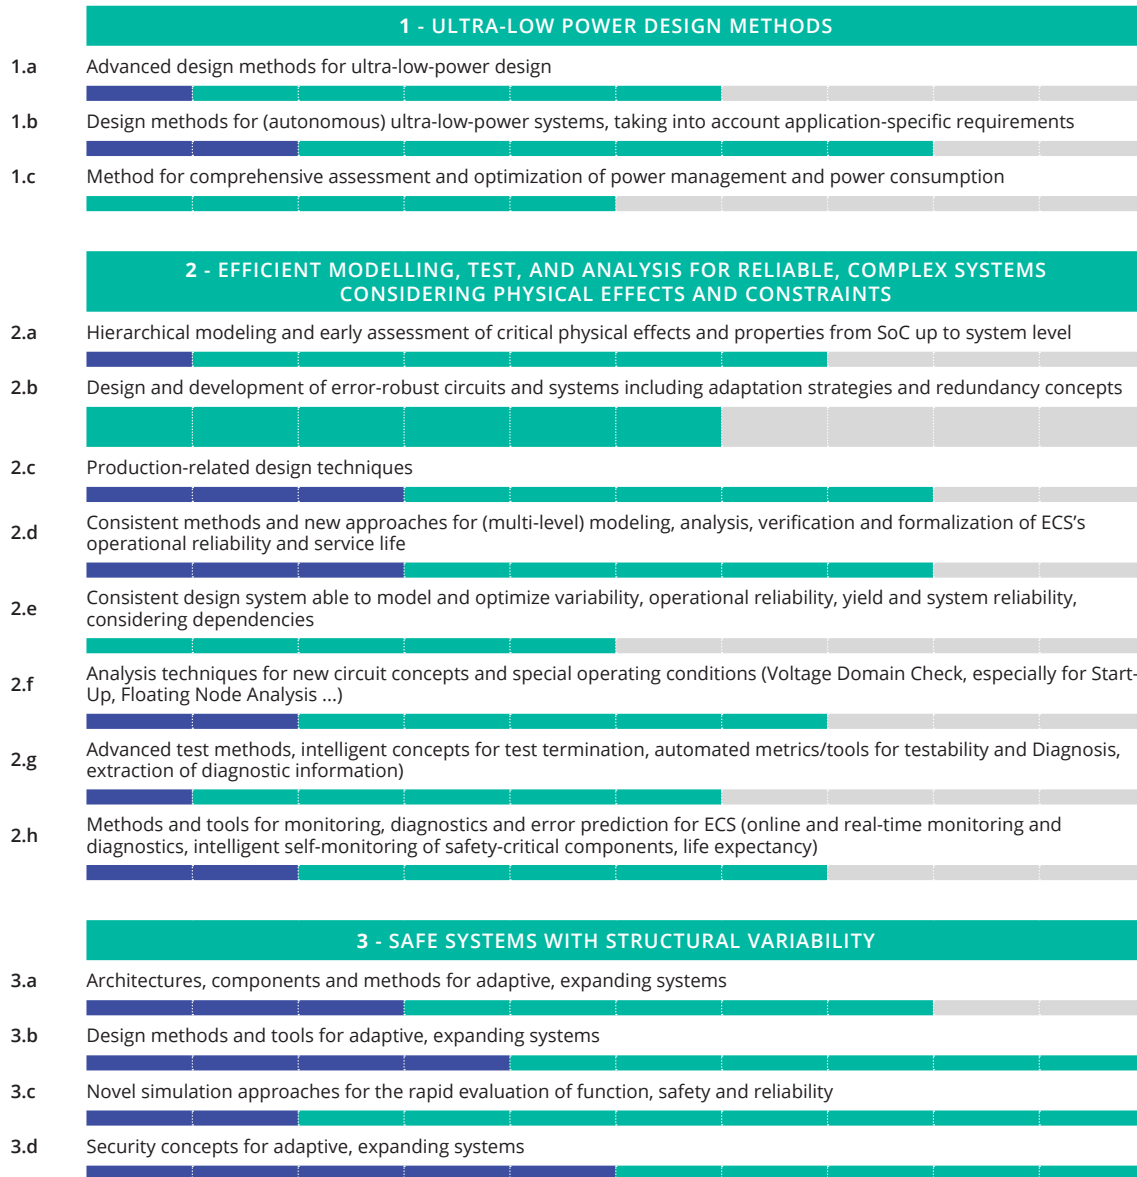 1 - ULTRA-LOW POWER DESIGN METHODS
1.a Advanced design methods for ultra-low-power design
1.b Design methods for (autonomous) ultra-low-power systems, taking into account application-specific requirements
1.c Method for comprehensive assessment and optimization of power management and power consumption
2 - EFFICIENT MODELLING, TEST, AND ANALYSIS FOR RELIABLE, COMPLEX SYSTEMS
CONSIDERING PHYSICAL EFFECTS AND CONSTRAINTS
2.a Hierarchical modeling and early assessment of critical physical effects and properties from SoC up to system level
2.b Design and development of error-robust circuits and systems including adaptation strategies and redundancy concepts
2.c Production-related design techniques
2.d Consistent methods and new approaches for (multi-level) modeling, analysis, verification and formalization of ECS's
operational reliability and service life
2.e Consistent design system able to model and optimize variability, operational reliability, yield and system reliability,
considering dependencies
2.f Analysis techniques for new circuit concepts and special operating conditions (Voltage Domain Check, especially for Start-
Up, Floating Node Analysis ...)
2.g Advanced test methods, intelligent concepts for test termination, automated metrics/tools for testability and Diagnosis,
extraction of diagnostic information)
2.h Methods and tools for monitoring, diagnostics and error prediction for ECS (online and real-time monitoring and
diagnostics, intelligent self-monitoring of safety-critical components, life expectancy)
3 - SAFE SYSTEMS WITH STRUCTURAL VARIABILITY
3.a Architectures, components and methods for adaptive, expanding systems
3.b Design methods and tools for adaptive, expanding systems
3.c Novel simulation approaches for the rapid evaluation of function, safety and reliability
3.d Security concepts for adaptive, expanding systems